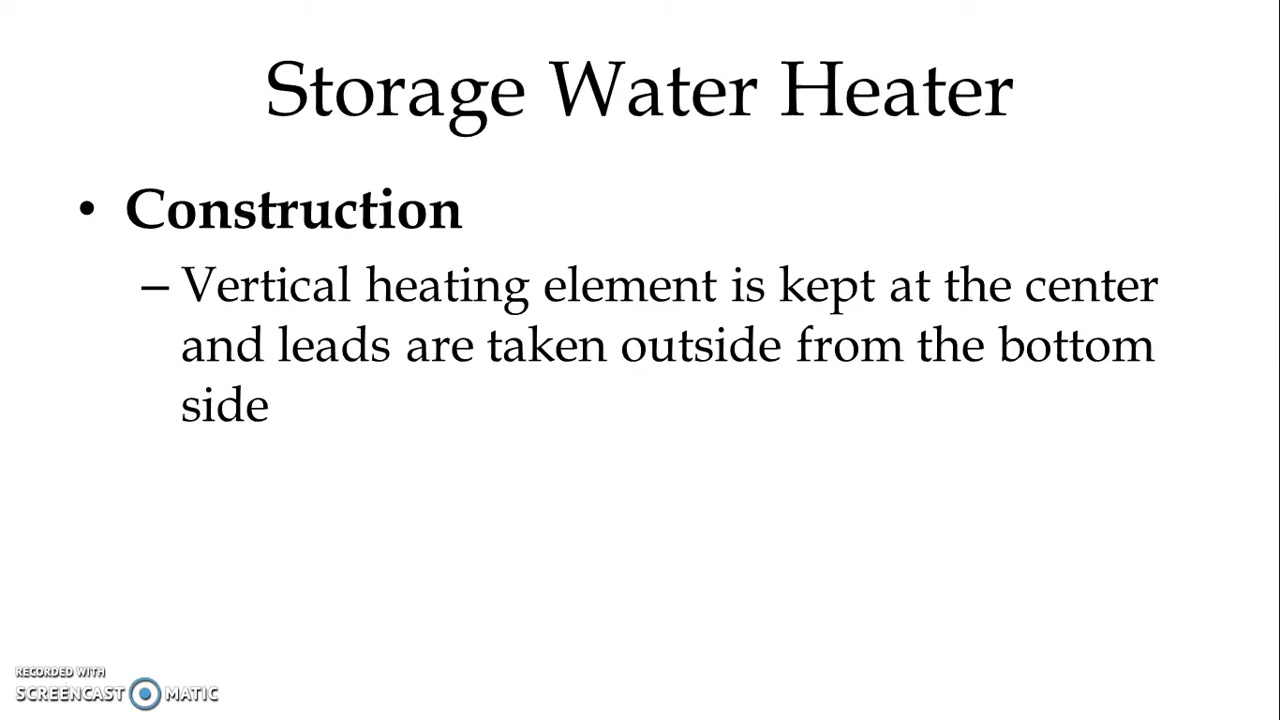 Storage Water Heater
• Construction
– Vertical heating element is kept at the center
and leads are taken outside from the bottom
side
RECORDED WITH
SCREENCAST MATIC